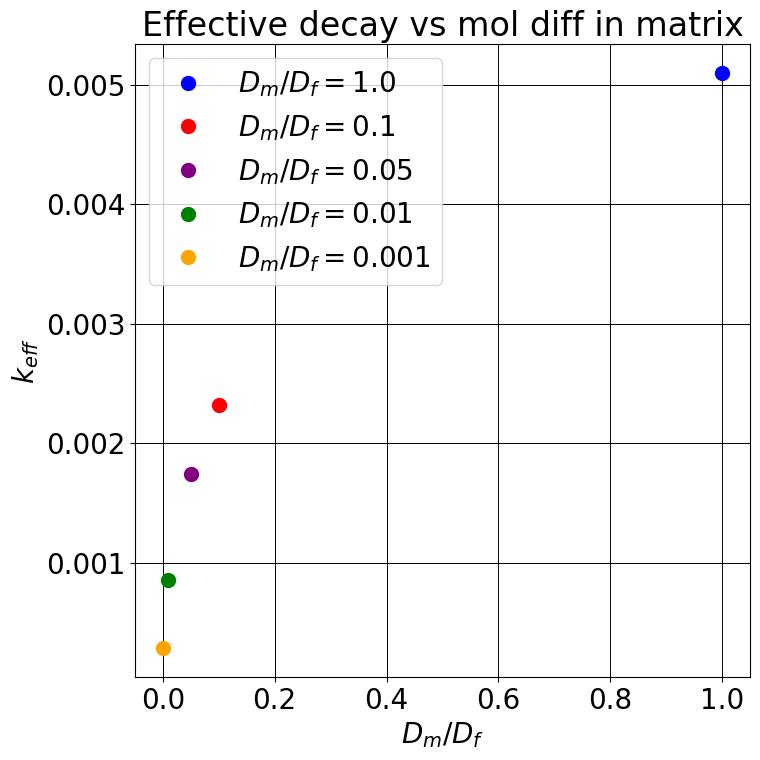 Effective decay vs mol diff in matrix
D_m/D_f = 1.0
D_m/D_f = 0.1
D_m/D_f = 0.05
D_m/D_f = 0.01
D_m/D_f = 0.001
0.005
0.004
0.003
0.002
0.001
k_eff
0.0 0.2 0.4 0.6 0.8 1.0
D_m/D_f